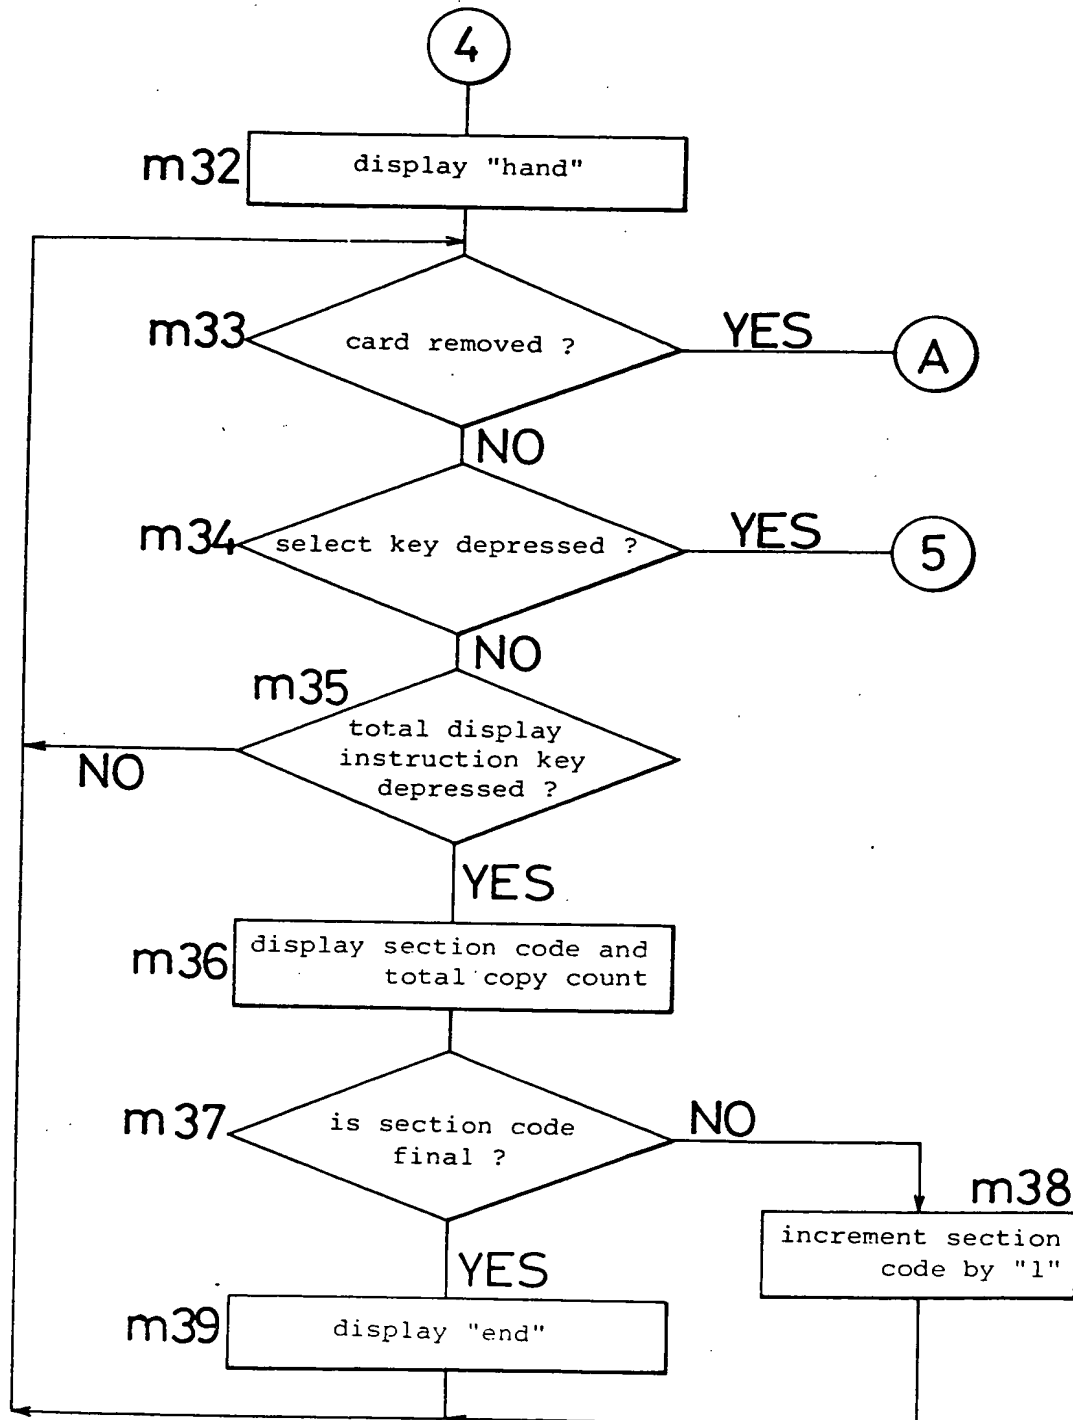 4
m32
display "hand"
m33
card removed ?
YES
A
NO
m34
select key depressed ?
YES
5
NO
m35
total display
instruction key
depressed ?
NO
YES
m36
display section code and
total copy count
m37
is section code
final ?
NO
m38
increment section
code by "1"
YES
m39
display "end"